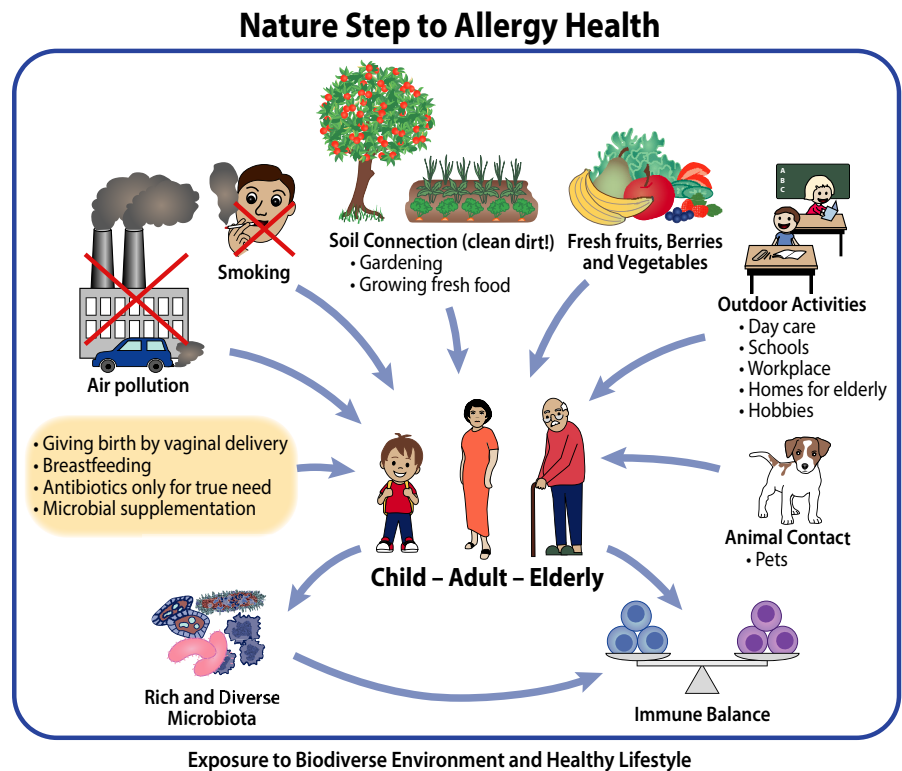 Nature Step to Allergy Health
A
B
C
Smoking
Soil Connection (clean dirt!)
• Gardening
• Growing fresh food
Fresh fruits, Berries
and Vegetables
Outdoor Activities
• Day care
• Schools
• Workplace
• Homes for elderly
• Hobbies
Air pollution
• Giving birth by vaginal delivery
• Breastfeeding
• Antibiotics only for true need
• Microbial supplementation
Animal Contact
• Pets
Child – Adult – Elderly
Rich and Diverse
Microbiota
Immune Balance
Exposure to Biodiverse Environment and Healthy Lifestyle